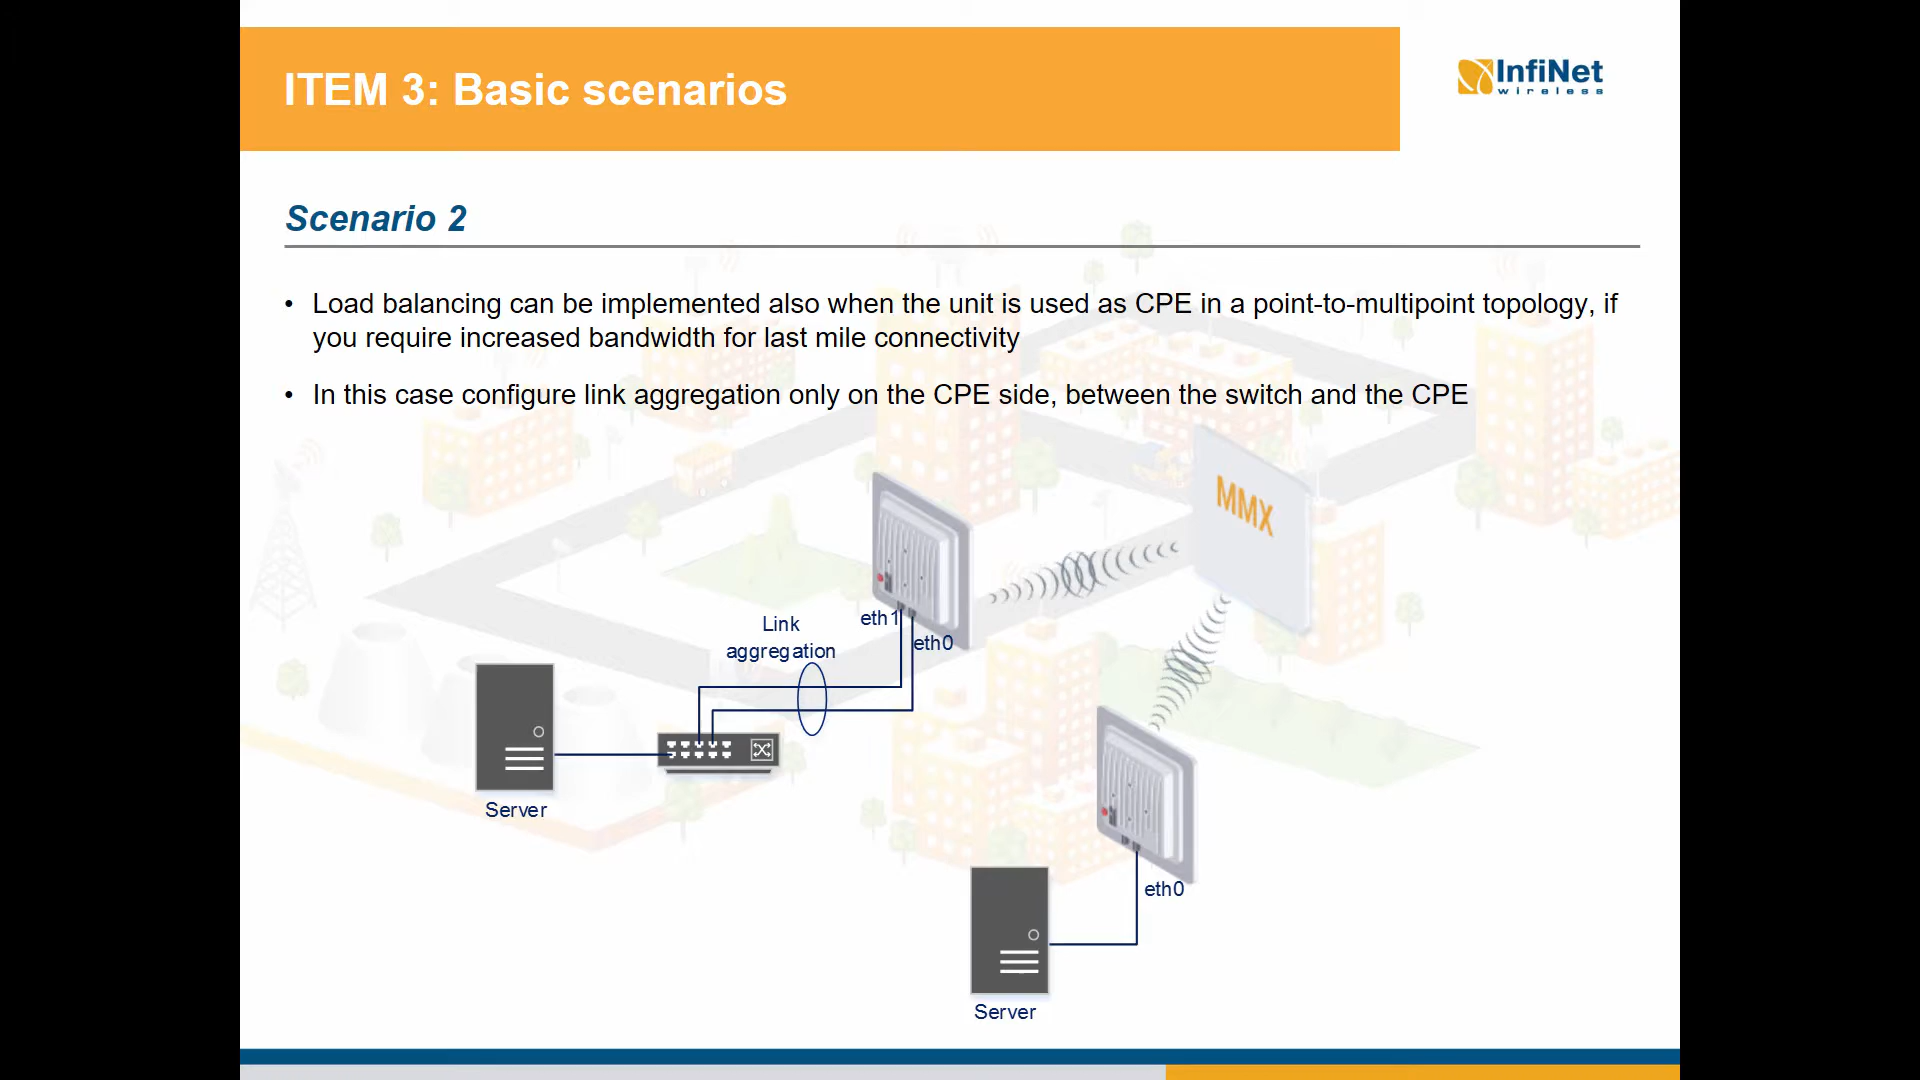 ITEM 3: Basic scenarios
InfiNet
wireless
Scenario 2
• Load balancing can be implemented also when the unit is used as CPE in a point-to-multipoint topology, if
you require increased bandwidth for last mile connectivity
• In this case configure link aggregation only on the CPE side, between the switch and the CPE
MMX
eth1
Link
aggregation
eth0
Server
eth0
Server